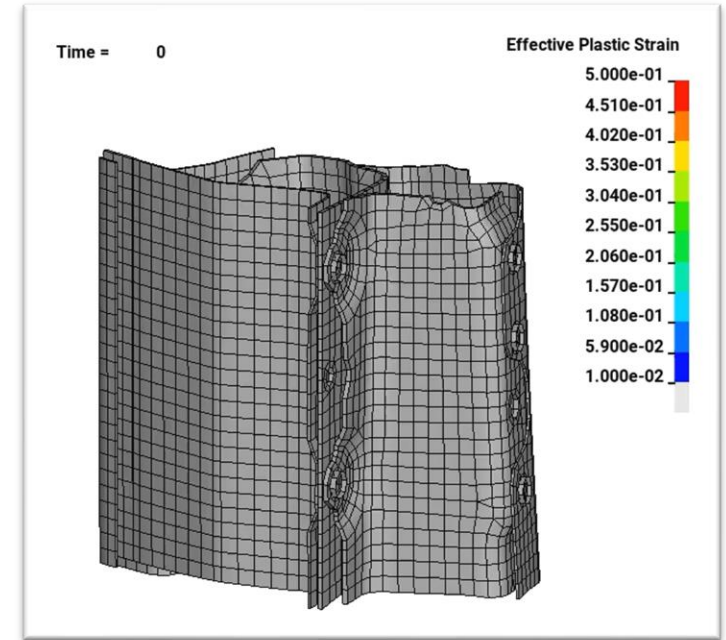 Time = 0
Effective Plastic Strain
5.000e-01
4.510e-01
4.020e-01
3.530e-01
3.040e-01
2.550e-01
2.060e-01
1.570e-01
1.080e-01
5.900e-02
1.000e-02